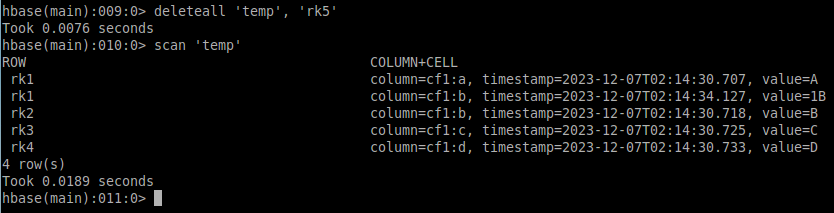 hbase(main):009:0> deleteall 'temp', 'rk5'
Took 0.0076 seconds
hbase(main):010:0> scan 'temp'
ROW COLUMN+CELL
rk1 column=cf1:a, timestamp=2023-12-07T02:14:30.707, value=A
rk1 column=cf1:b, timestamp=2023-12-07T02:14:34.127, value=1B
rk2 column=cf1:b, timestamp=2023-12-07T02:14:30.718, value=B
rk3 column=cf1:c, timestamp=2023-12-07T02:14:30.725, value=C
rk4 column=cf1:d, timestamp=2023-12-07T02:14:30.733, value=D
4 row(s)
Took 0.0189 seconds
hbase(main):011:0>